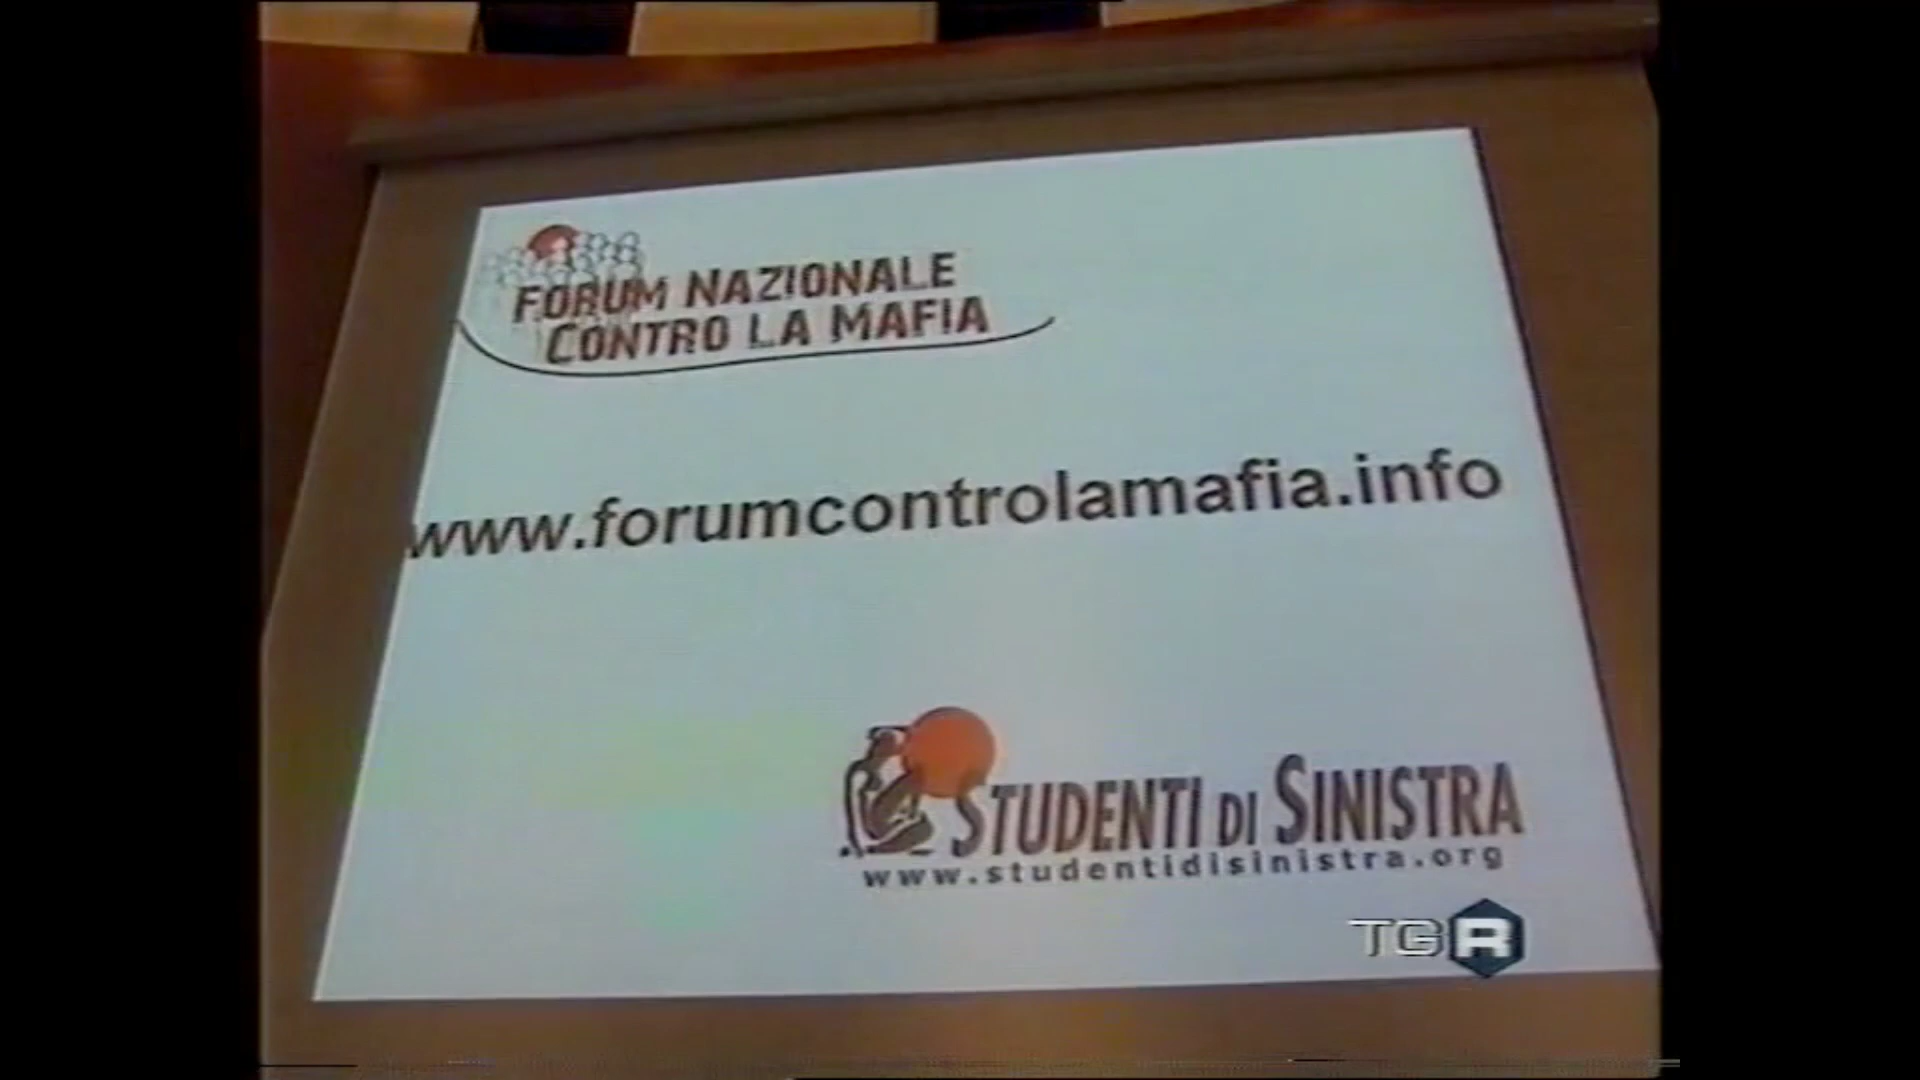 FORUM NAZIONALE
CONTRO LA MAFIA
www.forumcontrolamafia.info
STUDENTI DI SINISTRA
www.studentidisinistra.org
TGR